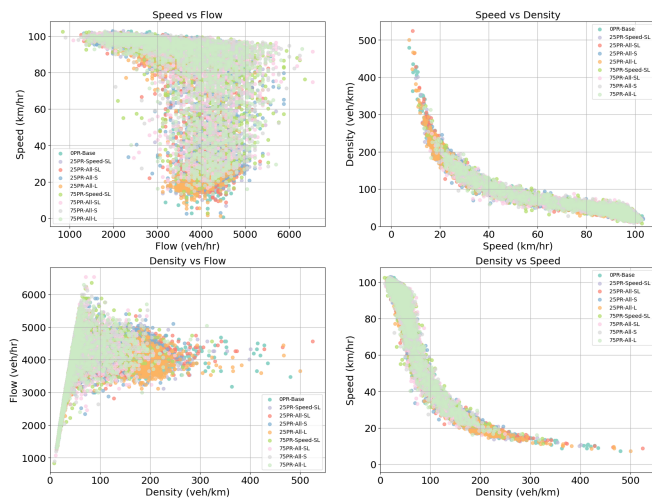 Speed vs Flow
Speed (km/hr)
100
80
60
40
20
0
0PR-Base
25PR-Speed-SL
25PR-All-SL
25PR-All-S
25PR-All-L
75PR-Speed-SL
75PR-All-SL
75PR-All-S
75PR-All-L
1000 2000 3000 4000 5000 6000
Flow (veh/hr)
Speed vs Density
Density (veh/km)
500
400
300
200
100
0
0PR-Base
25PR-Speed-SL
25PR-All-SL
25PR-All-S
25PR-All-L
75PR-Speed-SL
75PR-All-SL
75PR-All-S
75PR-All-L
0 20 40 60 80 100
Speed (km/hr)
Density vs Flow
Flow (veh/hr)
6000
5000
4000
3000
2000
1000
0PR-Base
25PR-Speed-SL
25PR-All-SL
25PR-All-S
25PR-All-L
75PR-Speed-SL
75PR-All-SL
75PR-All-S
75PR-All-L
0 100 200 300 400 500
Density (veh/km)
Density vs Speed
Speed (km/hr)
100
80
60
40
20
0
0PR-Base
25PR-Speed-SL
25PR-All-SL
25PR-All-S
25PR-All-L
75PR-Speed-SL
75PR-All-SL
75PR-All-S
75PR-All-L
0 100 200 300 400 500
Density (veh/km)